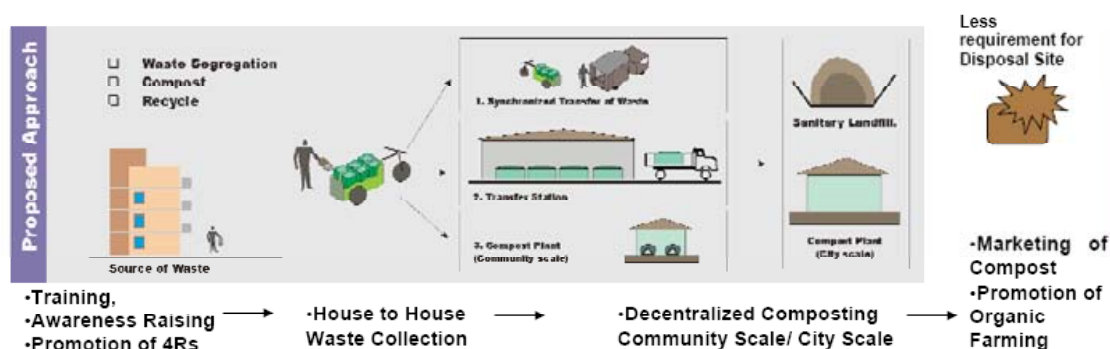 Proposed Approach
Waste Segregation
Compost
Recycle
Source of Waste
1. Synchronized Transfer of Waste
2. Transfer Station
3. Compost Plant
(Community scale)
Sanitary Landfill.
Compost Plant
(City scale)
Less
requirement for
Disposal Site
•Training,
•Awareness Raising
•Promotion of 4Rs
•House to House
Waste Collection
•Decentralized Composting
Community Scale/ City Scale
•Marketing of
Compost
•Promotion of
Organic
Farming